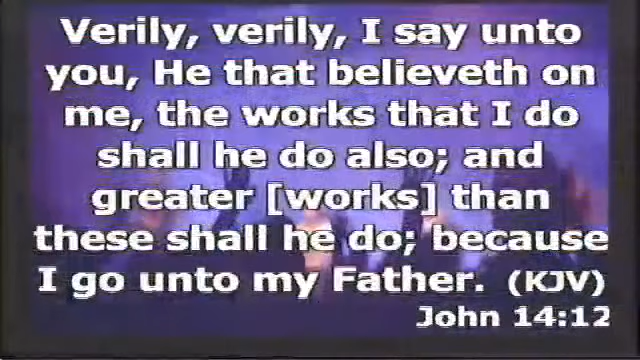 Verily, verily, I say unto
you, He that believeth on
me, the works that I do
shall he do also; and
greater [works] than
these shall he do; because
I go unto my Father. (KJV)
John 14:12